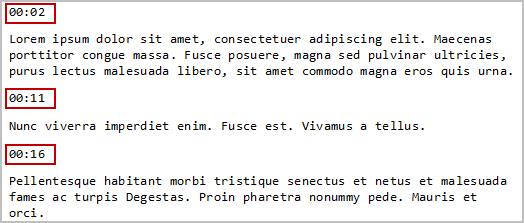 00:02
Lorem ipsum dolor sit amet, consectetuer adipiscing elit. Maecenas
porttitor congue massa. Fusce posuere, magna sed pulvinar ultricies,
purus lectus malesuada libero, sit amet commodo magna eros quis urna.
00:11
Nunc viverra imperdiet enim. Fusce est. Vivamus a tellus.
00:16
Pellentesque habitant morbi tristique senectus et netus et malesuada
fames ac turpis Degestas. Proin pharetra nonummy pede. Mauris et
orci.